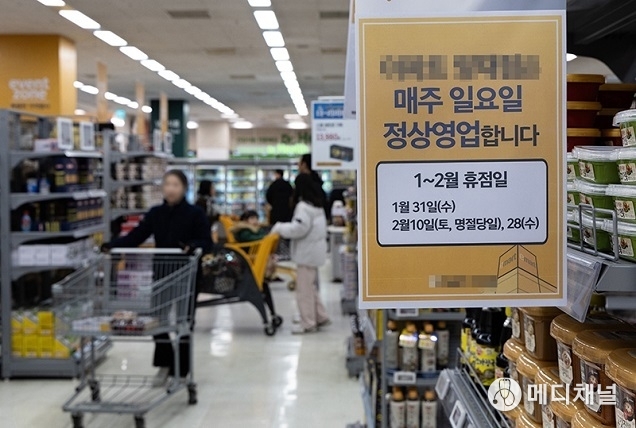 매주 일요일
정상영업합니다
1~2월 휴점일
1월 31일(수)
2월10일(토, 명절당일), 28(수)
event
zone
메디채널